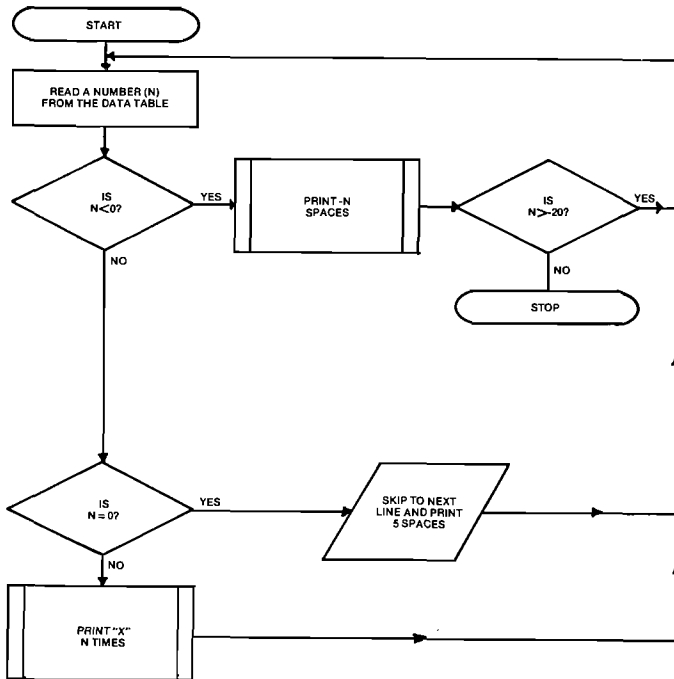 START
READ A NUMBER (N)
FROM THE DATA TABLE
IS
N<0?
YES
NO
PRINT -N
SPACES
IS
N>-20?
YES
NO
STOP
IS
N=0?
YES
NO
SKIP TO NEXT
LINE AND PRINT
5 SPACES
PRINT "X"
N TIMES